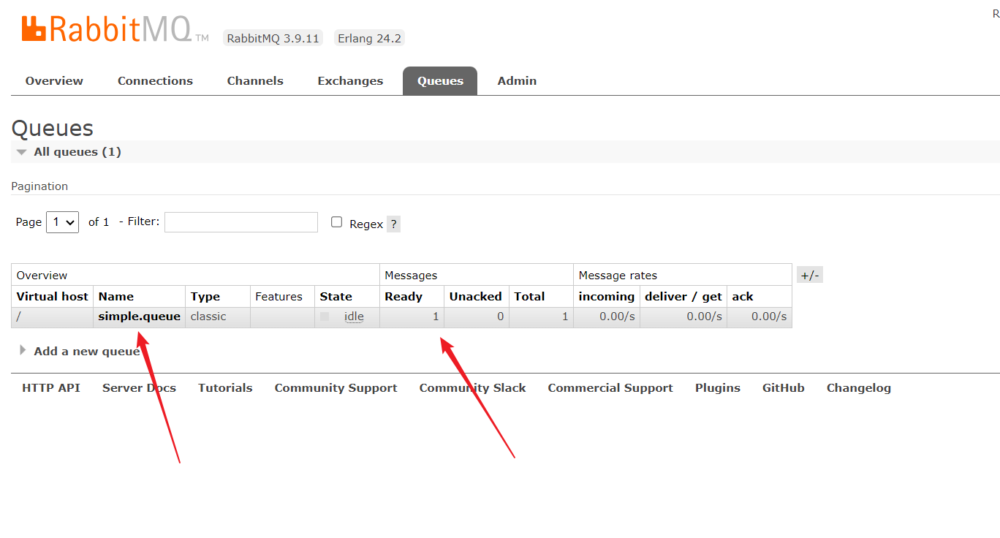 R
RabbitMQ TM RabbitMQ 3.9.11 Erlang 24.2
Overview Connections Channels Exchanges Queues Admin
Queues
All queues (1)
Pagination
Page 1 of 1 - Filter: Regex ?
Overview Messages Message rates +/-
Virtual host Name Type Features State Ready Unacked Total incoming deliver / get ack
/ simple.queue classic idle 1 0 1 0.00/s 0.00/s 0.00/s
Add a new queue
HTTP API Server Docs Tutorials Community Support Community Slack Commercial Support Plugins GitHub Changelog